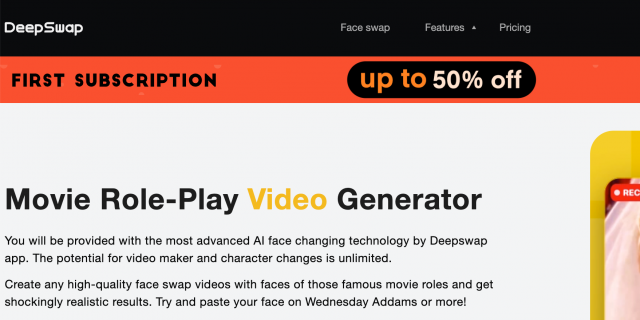 DeepSwap
Face swap
Features
Pricing
FIRST SUBSCRIPTION
up to 50% off
REC
Movie Role-Play Video Generator
You will be provided with the most advanced AI face changing technology by Deepswap
app. The potential for video maker and character changes is unlimited.
Create any high-quality face swap videos with faces of those famous movie roles and get
shockingly realistic results. Try and paste your face on Wednesday Addams or more!